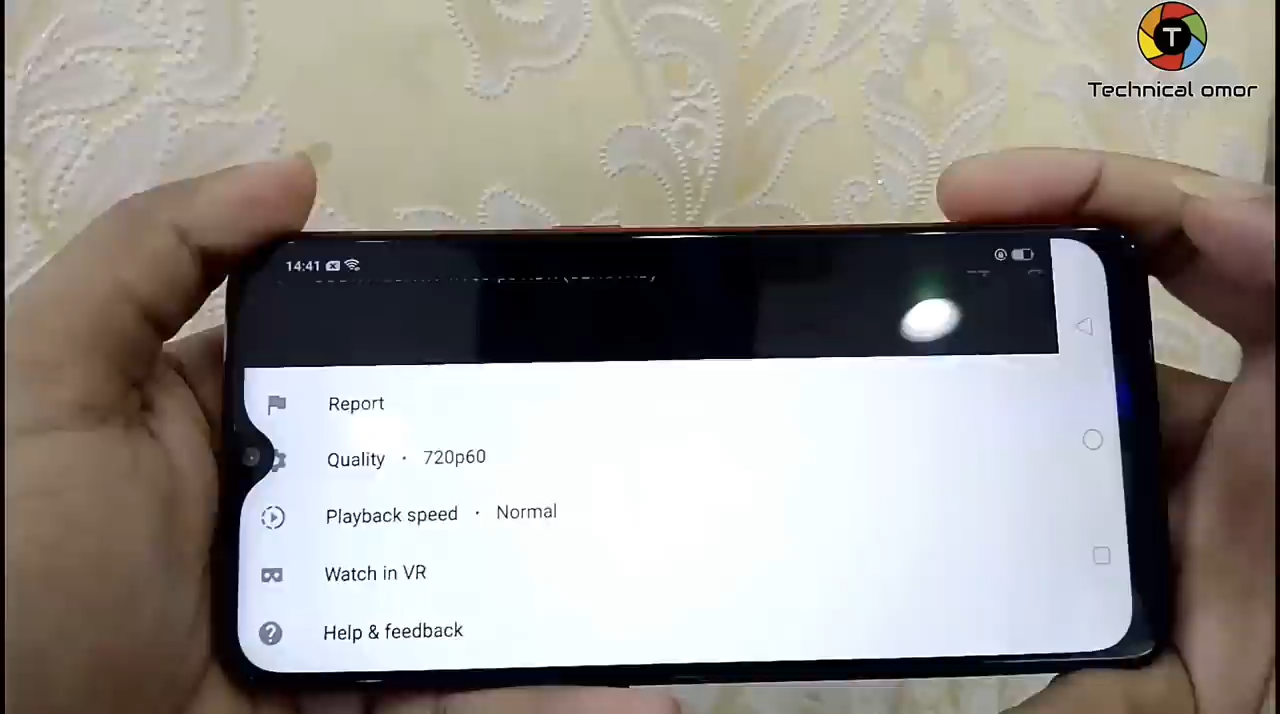 T
Technical omor
14:41
Report
Quality · 720p60
Playback speed · Normal
Watch in VR
Help & feedback